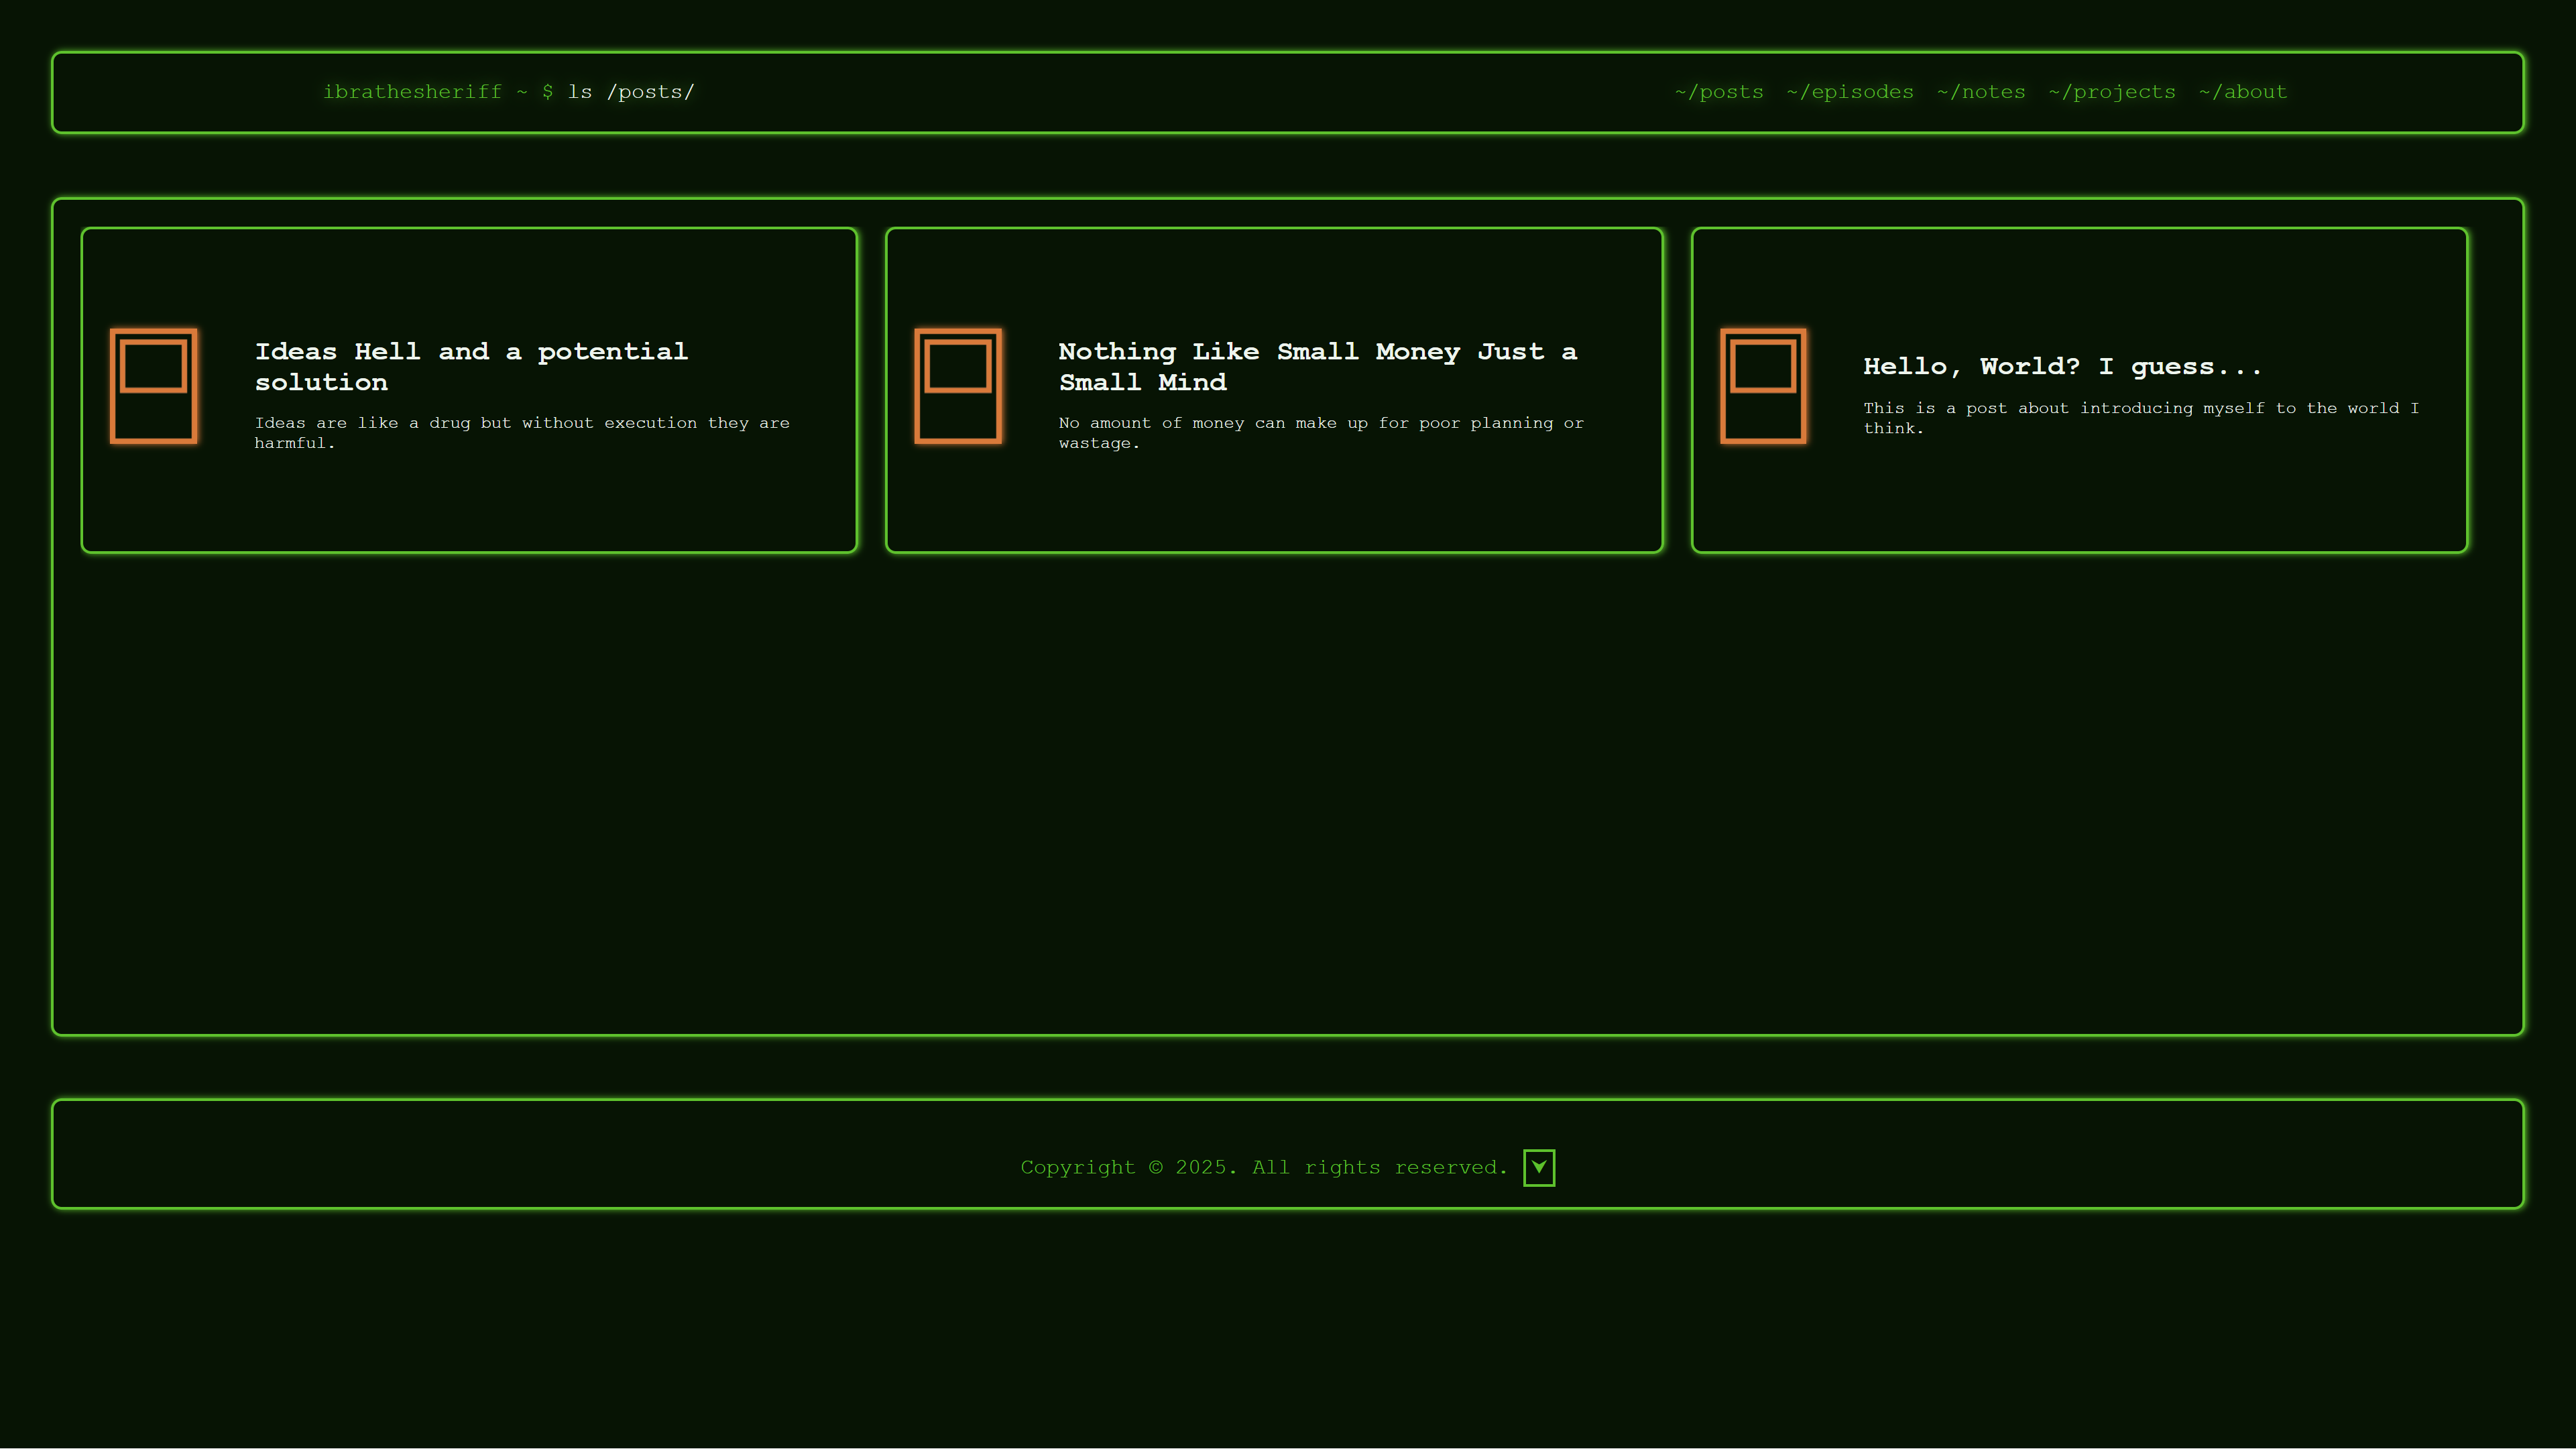 ibrathesheriff ~ $ ls /posts/
~/posts ~/episodes ~/notes ~/projects ~/about
Ideas Hell and a potential
solution
Ideas are like a drug but without execution they are
harmful.
Nothing Like Small Money Just a
Small Mind
No amount of money can make up for poor planning or
wastage.
Hello, World? I guess...
This is a post about introducing myself to the world I
think.
Copyright © 2025. All rights reserved.